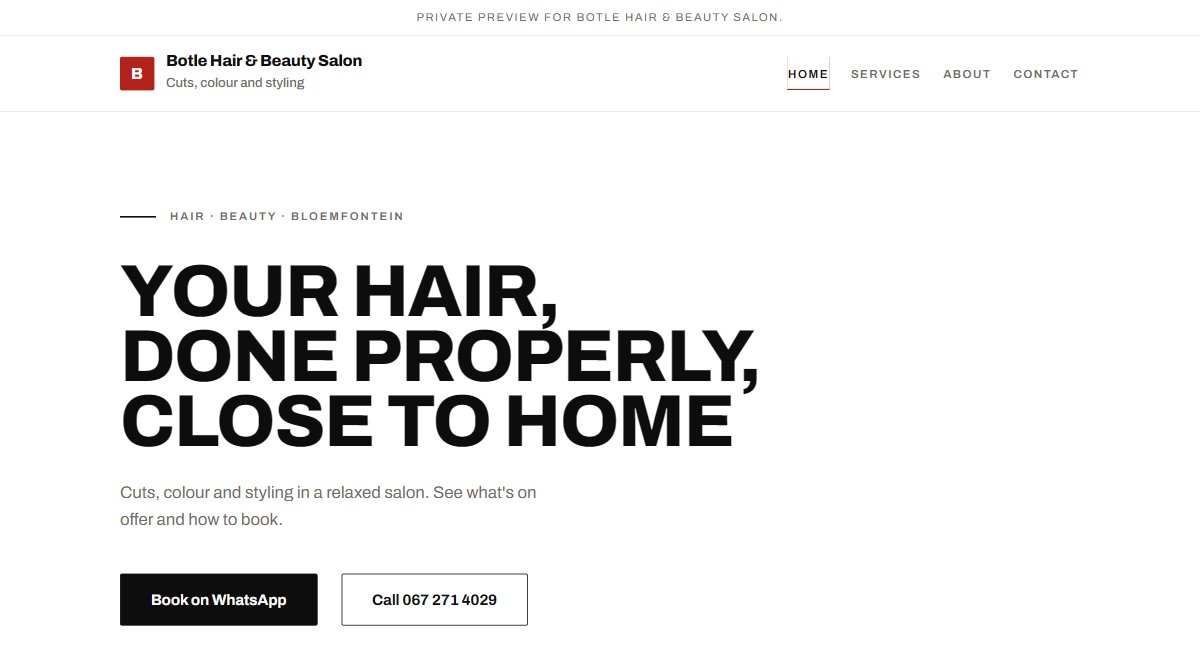 PRIVATE PREVIEW FOR BOTLE HAIR & BEAUTY SALON.
B
Botle Hair & Beauty Salon
Cuts, colour and styling
HOME SERVICES ABOUT CONTACT
HAIR · BEAUTY · BLOEMFONTEIN
YOUR HAIR,
DONE PROPERLY,
CLOSE TO HOME
Cuts, colour and styling in a relaxed salon. See what's on
offer and how to book.
Book on WhatsApp
Call 067 271 4029